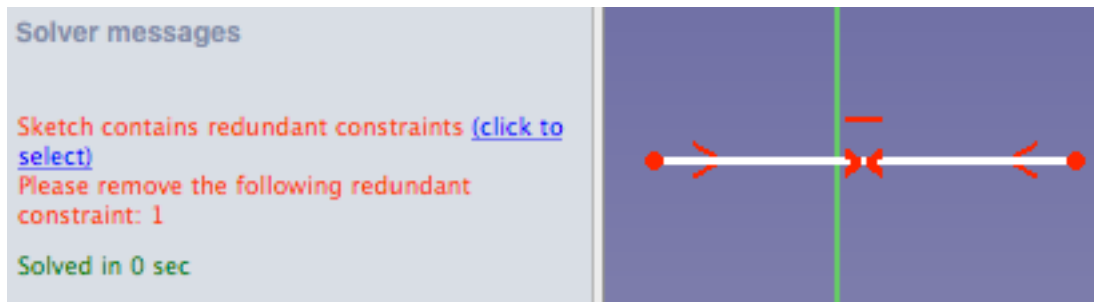 Solver messages
Sketch contains redundant constraints (click to
select)
Please remove the following redundant
constraint: 1
Solved in 0 sec